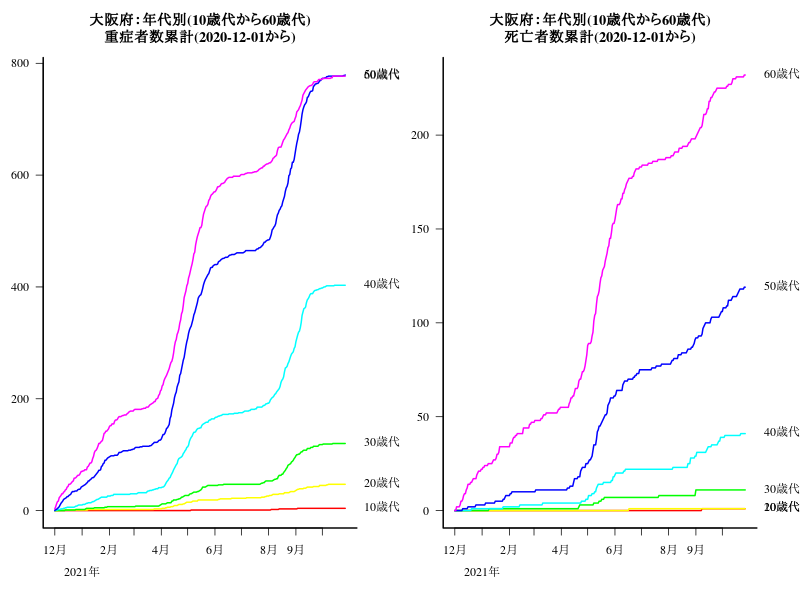 大阪府：年代別(10歳代から60歳代)
重症者数累計(2020-12-01から)
800
600
400
200
0
12月
2月
4月
6月
8月
9月
2021年
50歳代
40歳代
30歳代
20歳代
10歳代
大阪府：年代別(10歳代から60歳代)
死亡者数累計(2020-12-01から)
200
150
100
50
0
12月
2月
4月
6月
8月
9月
2021年
60歳代
50歳代
40歳代
30歳代
20歳代